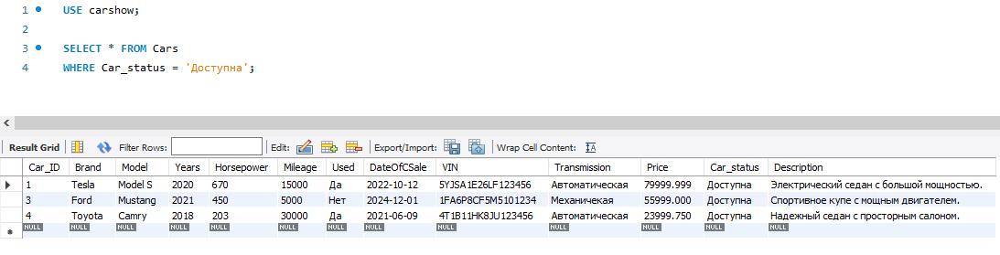 1 USE carshow;
2
3 SELECT * FROM Cars
4 WHERE Car_status = 'Доступна';
Result Grid Filter Rows: Edit: Export/Import: Wrap Cell Content: IA
Car_ID Brand Model Years Horsepower Mileage Used DateOfCSale VIN Transmission Price Car_status Description
1 Tesla Model S 2020 670 15000 Да 2022-10-12 5YJSA1E26LF123456 Автоматическая 79999.999 Доступна Электрический седан с большой мощностью.
3 Ford Mustang 2021 450 5000 Нет 2024-12-01 1FA6P8CF5M5101234 Механичекая 55999.000 Доступна Спортивное купе с мощным двигателем.
4 Toyota Camry 2018 203 30000 Да 2021-06-09 4T1B11HK8JU123456 Автоматическая 23999.750 Доступна Надежный седан с просторным салоном.
NULL NULL NULL NULL NULL NULL NULL NULL NULL NULL NULL NULL NULL